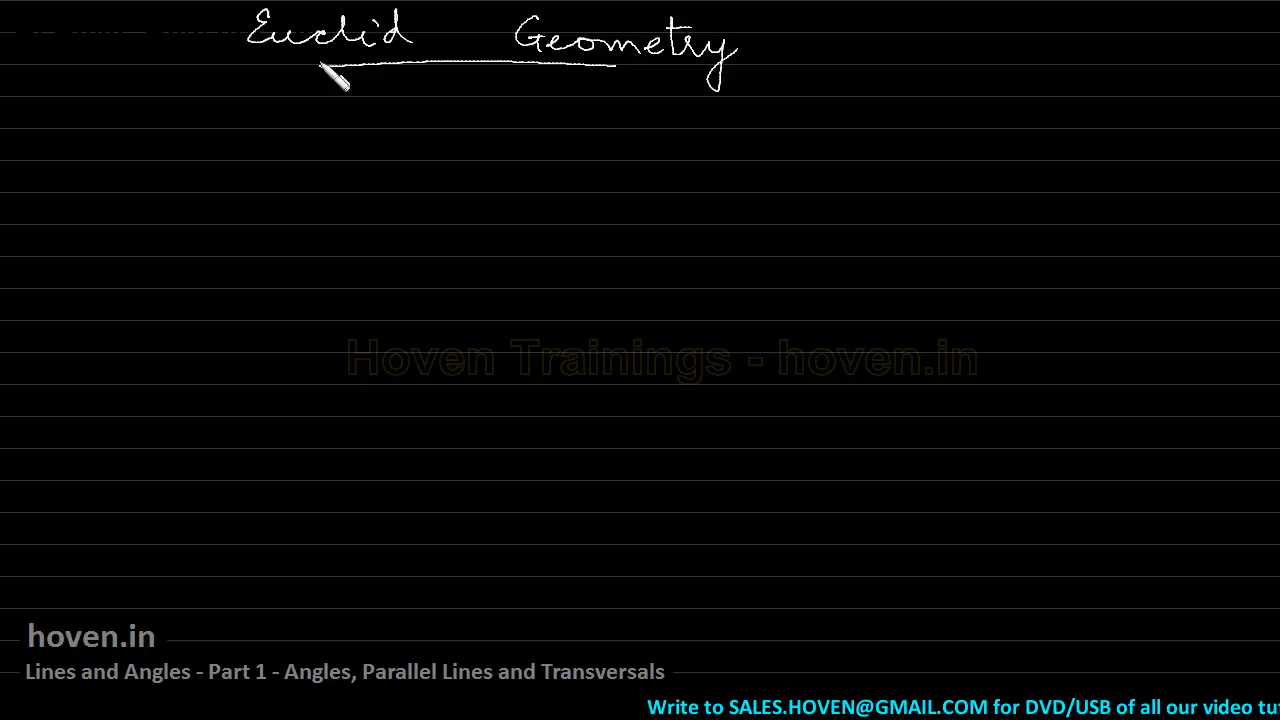 Euclid Geometry
Hoven Trainings - hoven.in
hoven.in
Lines and Angles - Part 1 - Angles, Parallel Lines and Transversals
Write to SALES.HOVEN@GMAIL.COM for DVD/USB of all our video tu